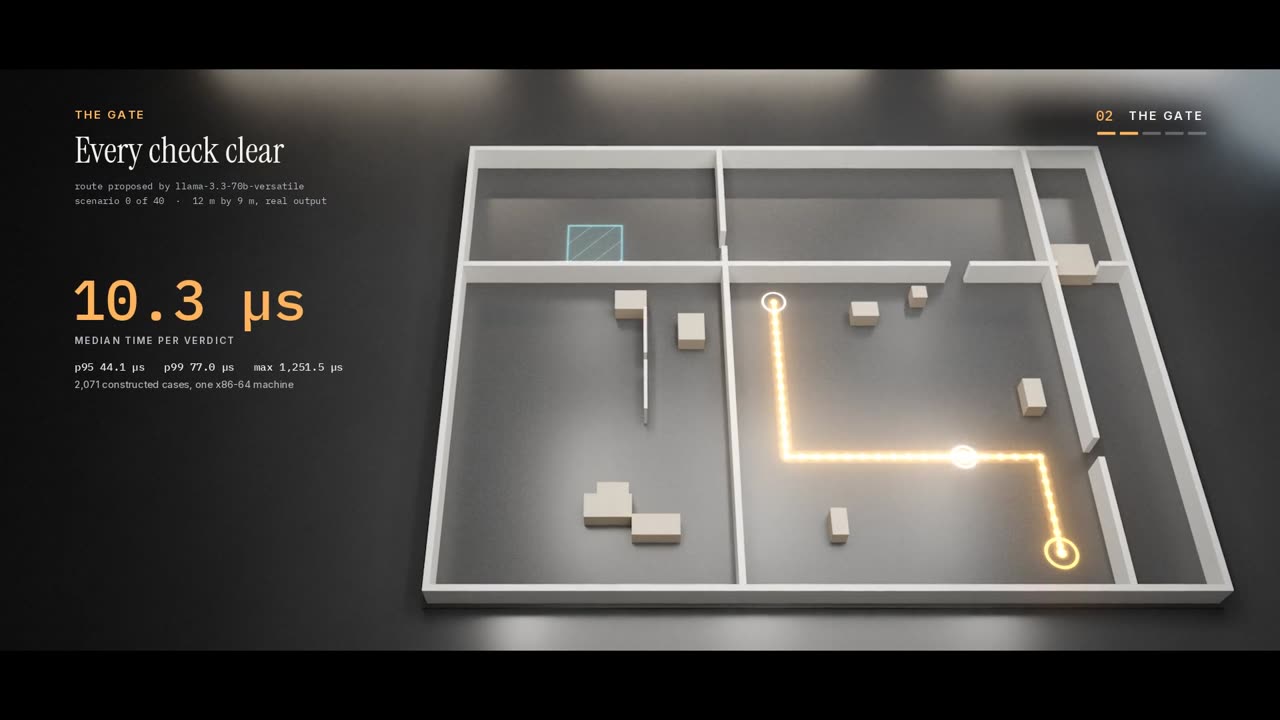 THE GATE
Every check clear
route proposed by llama-3.3-70b-versatile
scenario 0 of 40 · 12 m by 9 m, real output
10.3 µs
MEDIAN TIME PER VERDICT
p95 44.1 µs p99 77.0 µs max 1,251.5 µs
2,071 constructed cases, one x86-64 machine
02 THE GATE